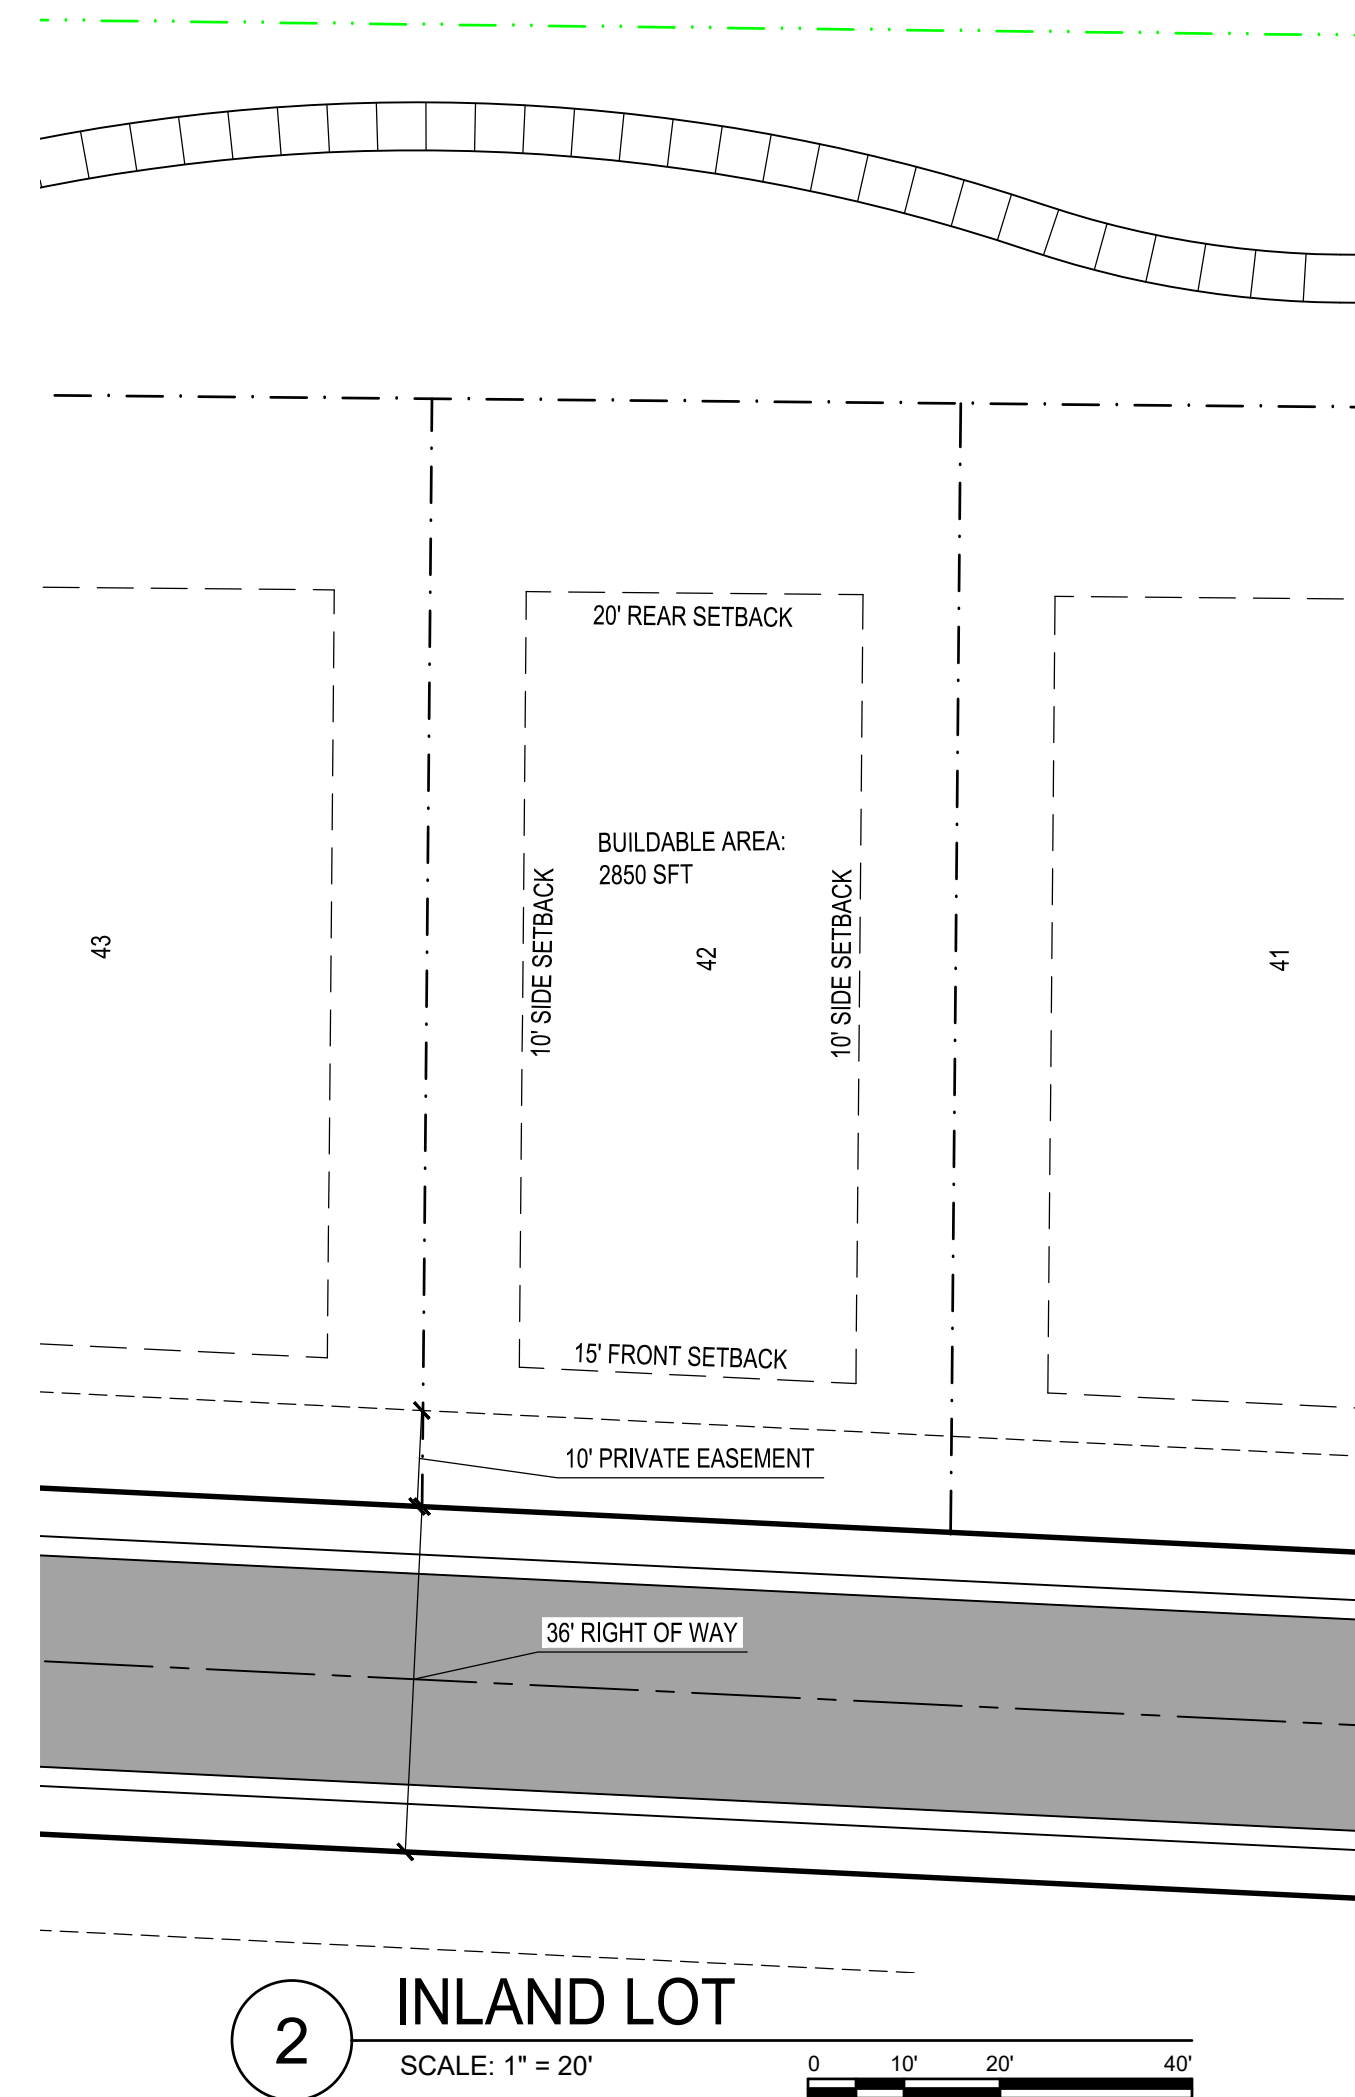 20' REAR SETBACK
BUILDABLE AREA:
2850 SFT
10' SIDE SETBACK
10' SIDE SETBACK
43
42
41
15' FRONT SETBACK
10' PRIVATE EASEMENT
36' RIGHT OF WAY
2
INLAND LOT
SCALE: 1" = 20'
0 10' 20' 40'